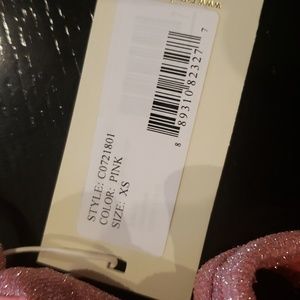 STYLE: C0721801
COLOR: PINK
SIZE: XS
8 89310 82327 7